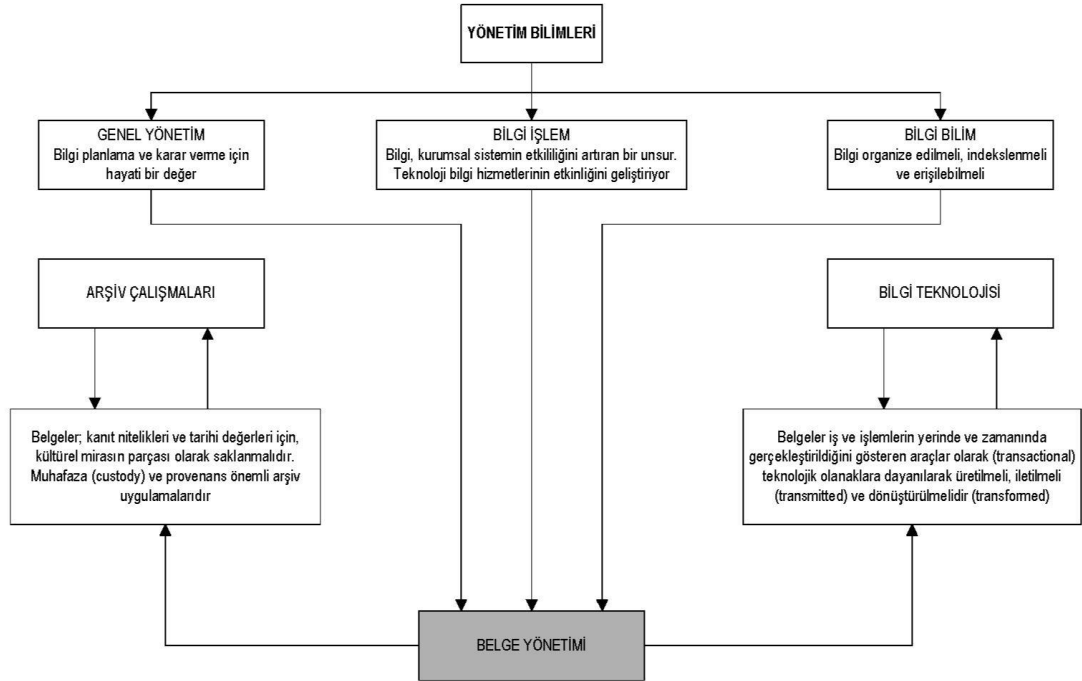 YÖNETİM BİLİMLERİ
GENEL YÖNETİM
Bilgi planlama ve karar verme için
hayati bir değer
BİLGİ İŞLEM
Bilgi, kurumsal sistemin etkililiğini artıran bir unsur.
Teknoloji bilgi hizmetlerinin etkinliğini geliştiriyor
BİLGİ BİLİM
Bilgi organize edilmeli, indekslenmeli
ve erişilebilmeli
ARŞİV ÇALIŞMALARI
BİLGİ TEKNOLOJİSİ
Belgeler; kanıt nitelikleri ve tarihi değerleri için,
kültürel mirasın parçası olarak saklanmalıdır.
Muhafaza (custody) ve provenans önemli arşiv
uygulamalarıdır
Belgeler iş ve işlemlerin yerinde ve zamanında
gerçekleştirildiğini gösteren araçlar olarak (transactional)
teknolojik olanaklara dayanılarak üretilmeli, iletilmeli
(transmitted) ve dönüştürülmelidir (transformed)
BELGE YÖNETİMİ